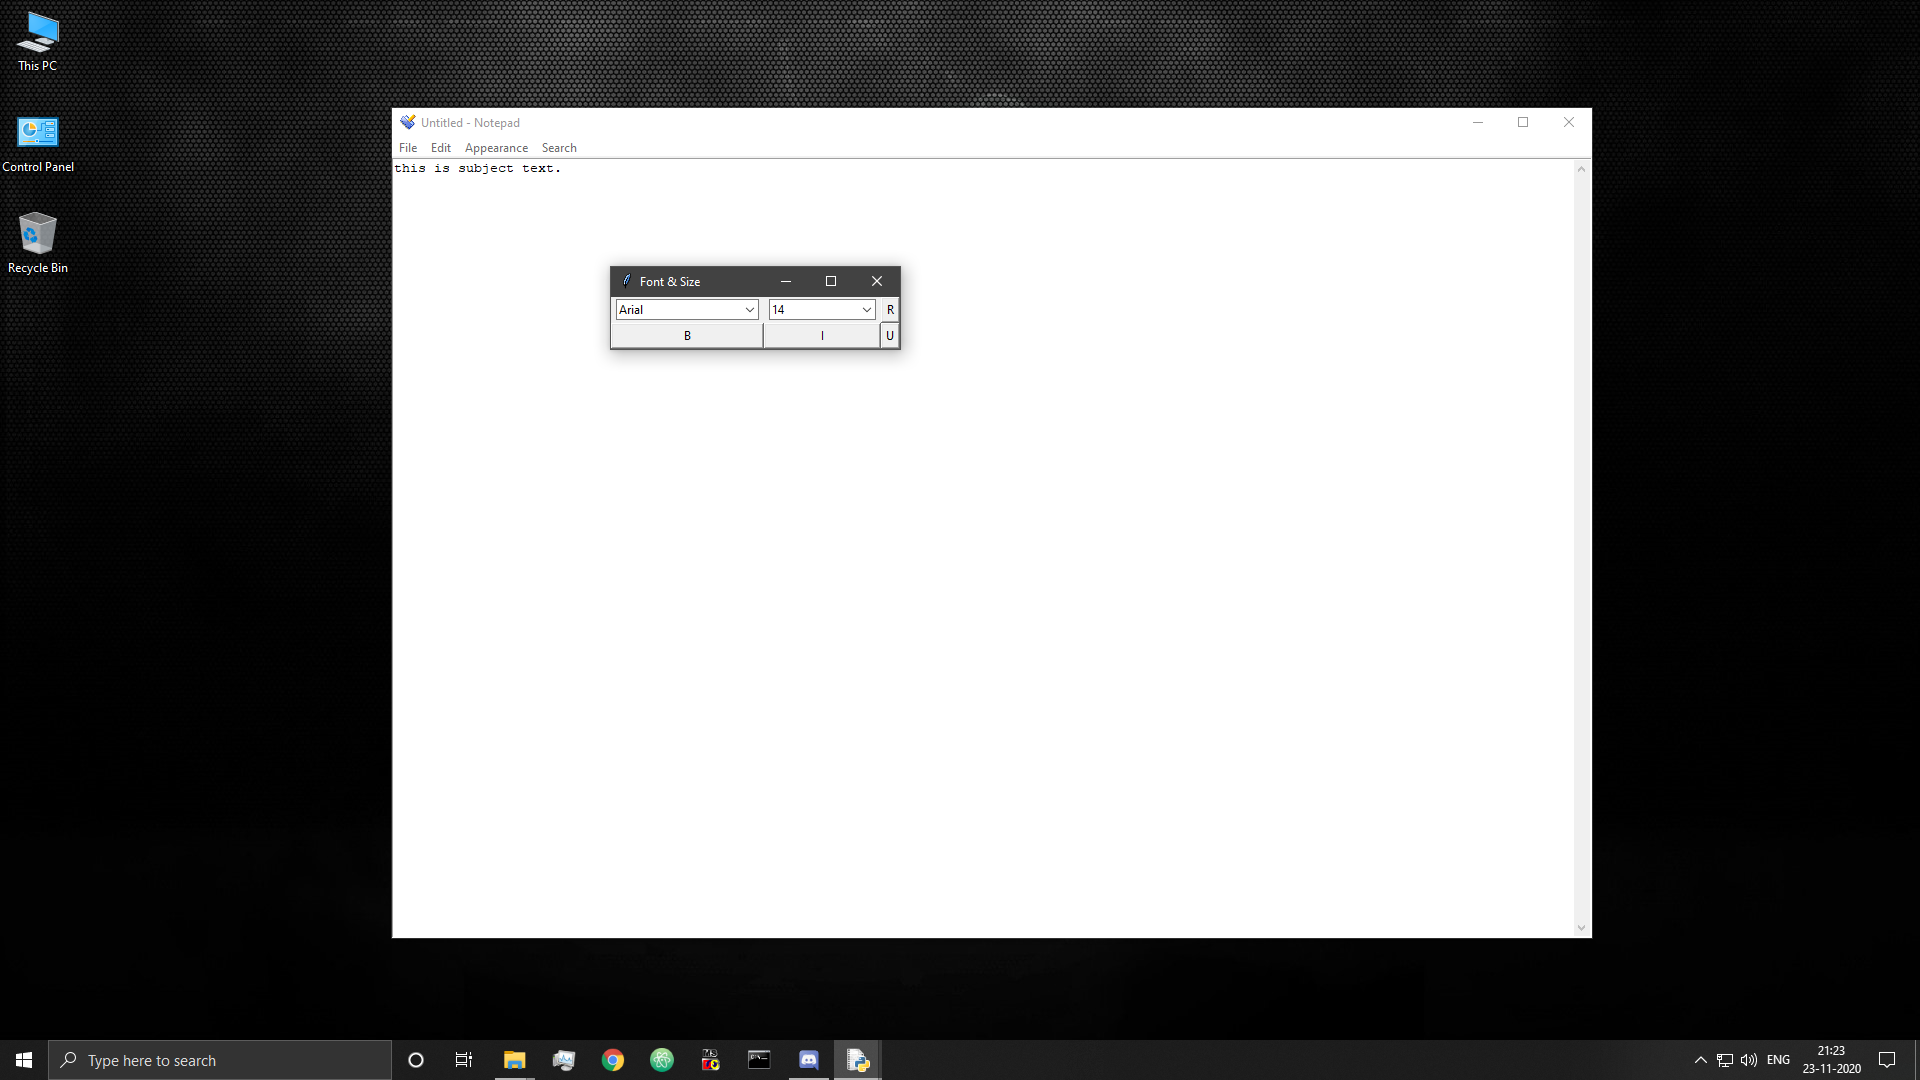 This PC
Control Panel
Recycle Bin
Untitled - Notepad
File Edit Appearance Search
this is subject text.
Font & Size
Arial 14 R
B I U
Type here to search
ENG
21:23
23-11-2020